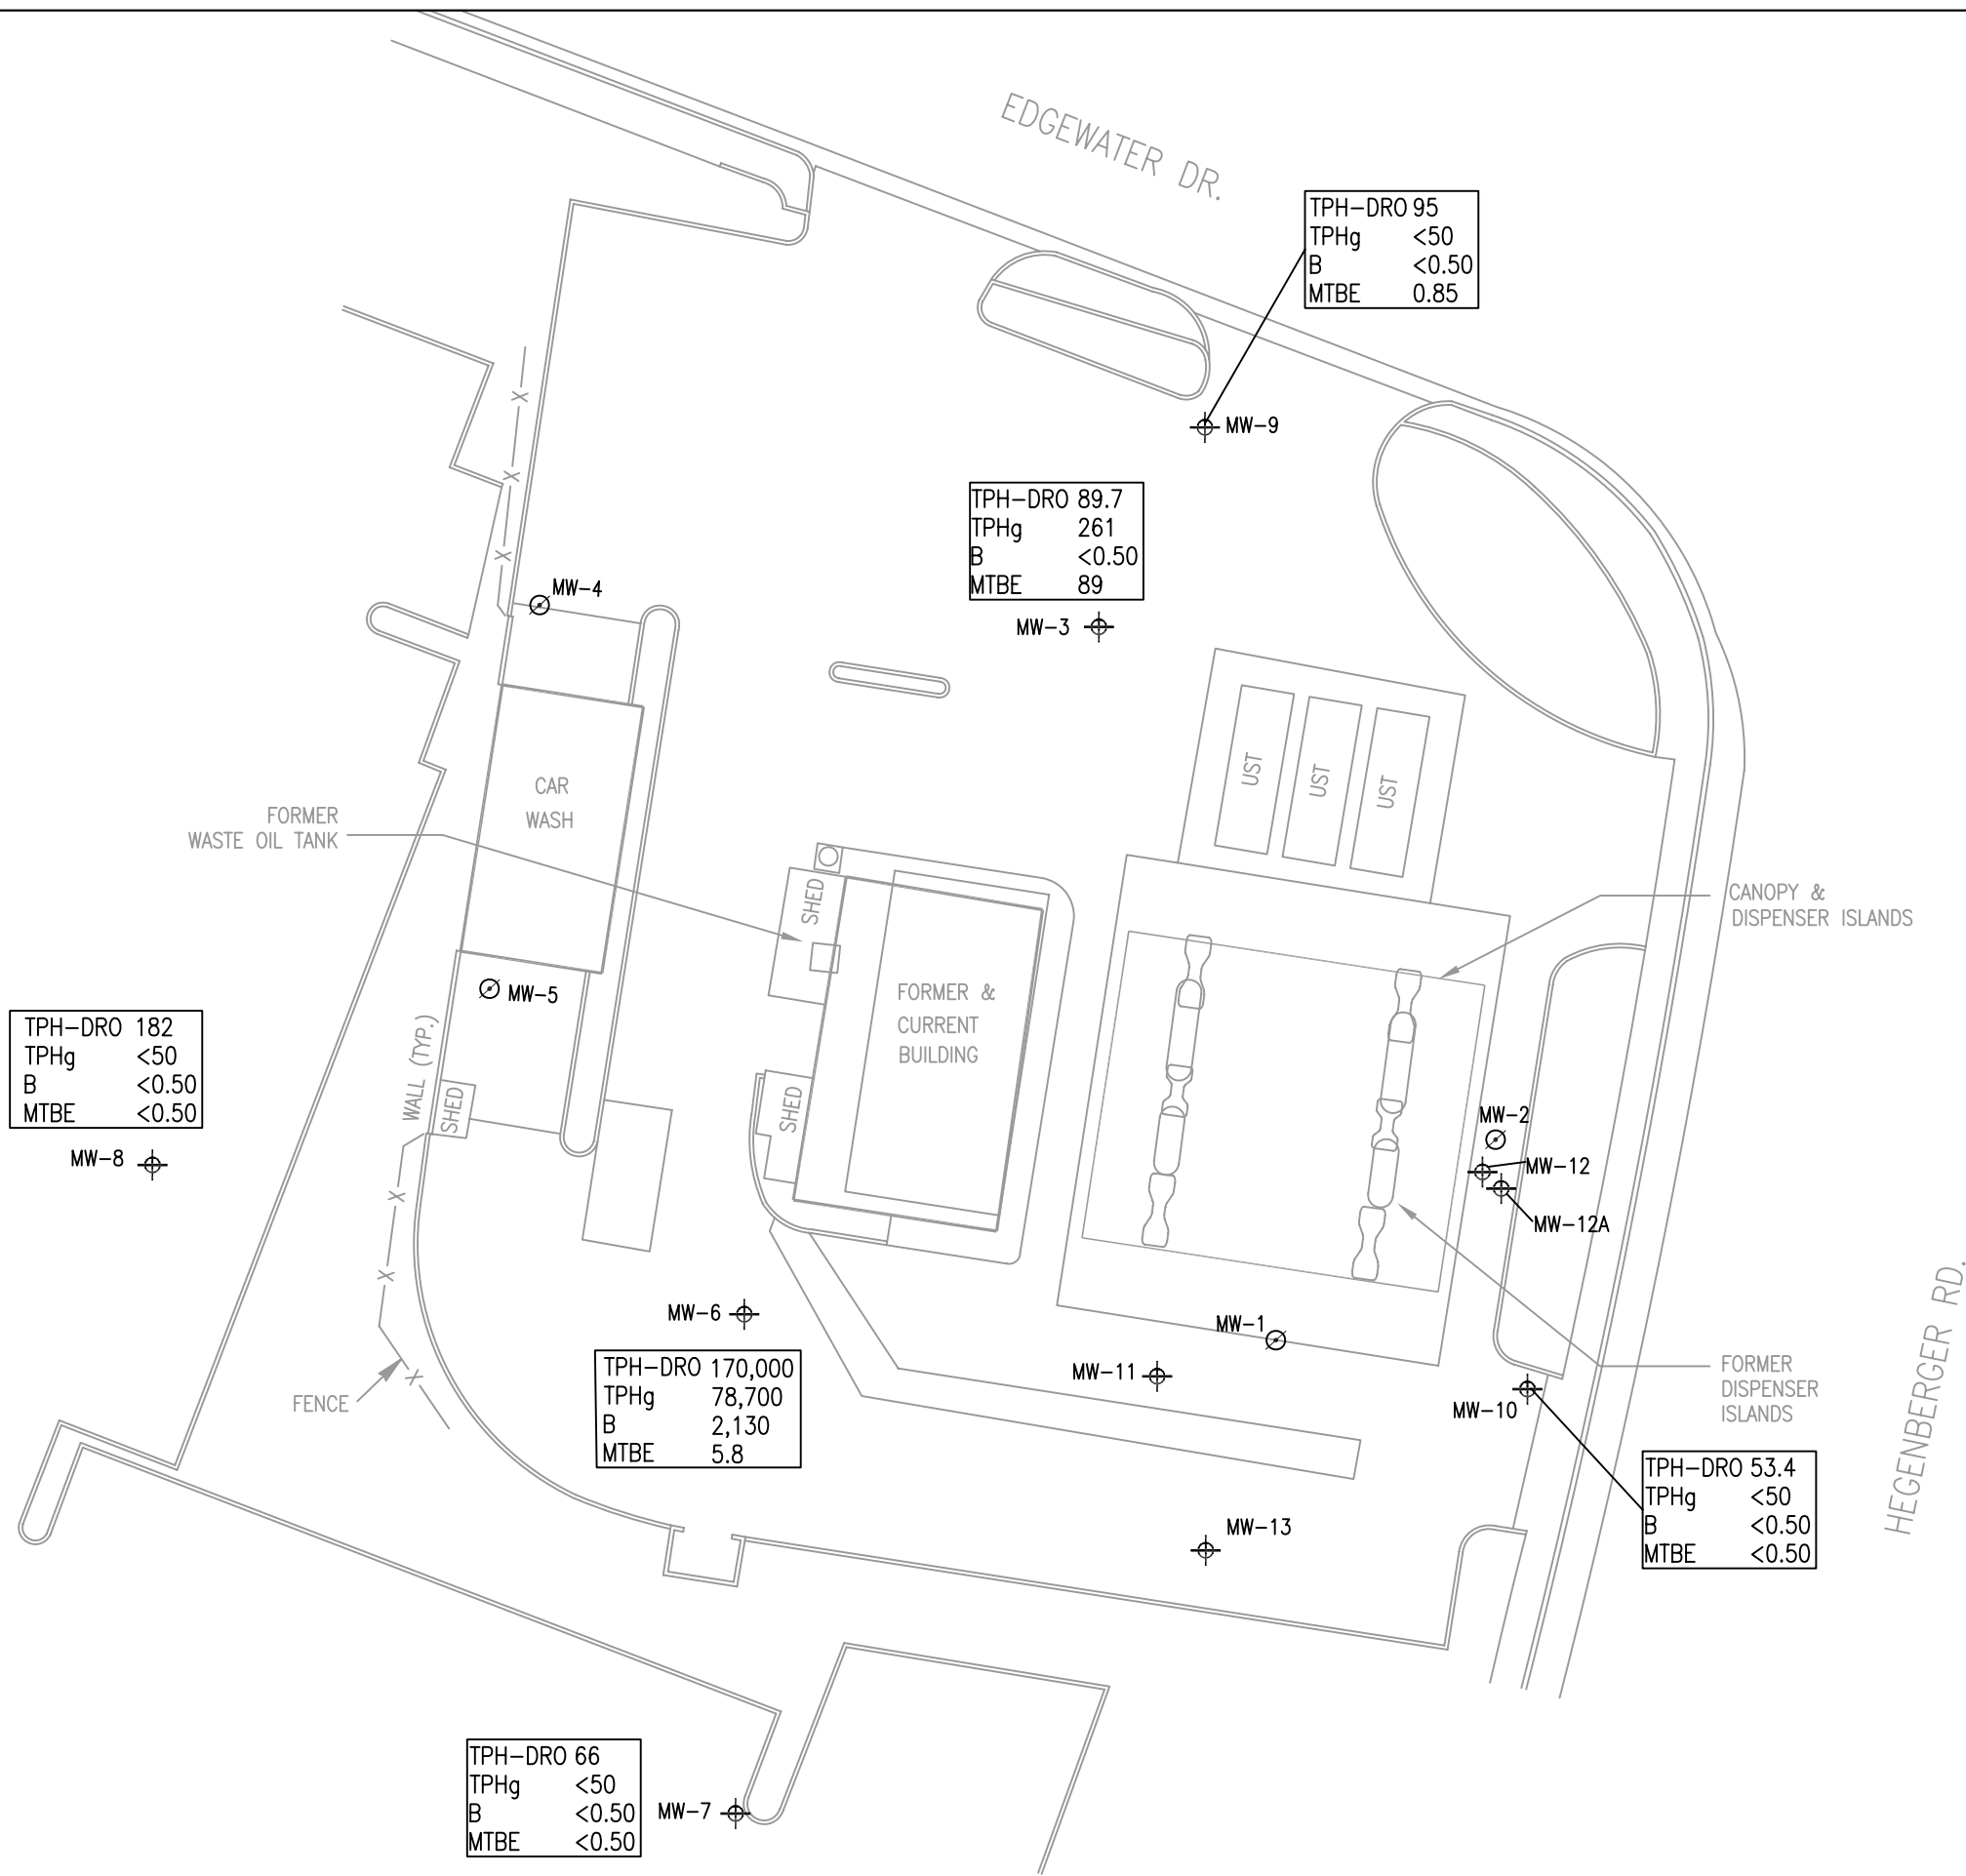 EDGEWATER DR.
TPH-DRO 95
TPHg <50
B <0.50
MTBE 0.85
MW-9
TPH-DRO 89.7
TPHg 261
B <0.50
MTBE 89
MW-3
MW-4
UST
UST
UST
CAR
WASH
FORMER
WASTE OIL TANK
SHED
CANOPY &
DISPENSER ISLANDS
FORMER &
CURRENT
BUILDING
MW-5
TPH-DRO 182
TPHg <50
B <0.50
MTBE <0.50
MW-8
WALL (TYP.)
SHED
SHED
MW-2
MW-12
MW-12A
X
X
X
X
X
X
FENCE
MW-6
TPH-DRO 170,000
TPHg 78,700
B 2,130
MTBE 5.8
MW-1
MW-11
MW-10
FORMER
DISPENSER
ISLANDS
HEGENBERGER RD.
TPH-DRO 53.4
TPHg <50
B <0.50
MTBE <0.50
MW-13
TPH-DRO 66
TPHg <50
B <0.50
MTBE <0.50
MW-7